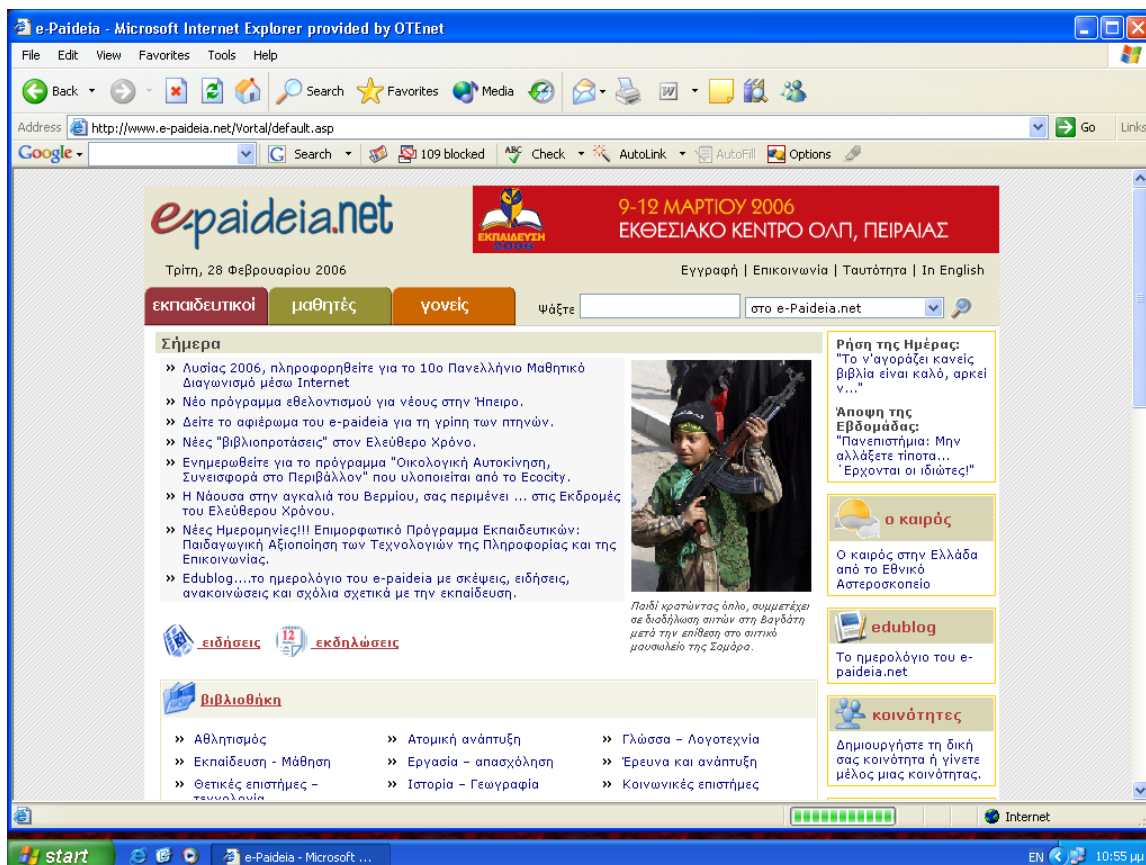 e-Paideia - Microsoft Internet Explorer provided by OTEnet
File Edit View Favorites Tools Help
Back Search Favorites Media
Address http://www.e-paideia.net/Vortal/default.asp Go Links
Google Search 109 blocked ABC Check AutoLink AutoFill Options
e-paideia.net
ΕΚΠΑΙΔΕΥΣΗ
2006
9-12 ΜΑΡΤΙΟΥ 2006
ΕΚΘΕΣΙΑΚΟ ΚΕΝΤΡΟ ΟΛΠ, ΠΕΙΡΑΙΑΣ
Τρίτη, 28 Φεβρουαρίου 2006
Εγγραφή | Επικοινωνία | Ταυτότητα | In English
εκπαιδευτικοί μαθητές γονείς
Ψάξτε στο e-Paideia.net
Σήμερα
» Λυσίας 2006, πληροφορηθείτε για το 10ο Πανελλήνιο Μαθητικό
Διαγωνισμό μέσω Internet
» Νέο πρόγραμμα εθελοντισμού για νέους στην Ήπειρο.
» Δείτε το αφιέρωμα του e-paideia για τη γρίπη των πτηνών.
» Νέες "βιβλιοπροτάσεις" στον Ελεύθερο Χρόνο.
» Ενημερωθείτε για το πρόγραμμα "Οικολογική Αυτοκίνηση,
Συνεισφορά στο Περιβάλλον" που υλοποιείται από το Ecocity.
» Η Νάουσα στην αγκαλιά του Βερμίου, σας περιμένει ... στις Εκδρομές
του Ελεύθερου Χρόνου.
» Νέες Ημερομηνίες!!! Επιμορφωτικό Πρόγραμμα Εκπαιδευτικών:
Παιδαγωγική Αξιοποίηση των Τεχνολογιών της Πληροφορίας και της
Επικοινωνίας.
» Edublog....το ημερολόγιο του e-paideia με σκέψεις, ειδήσεις,
ανακοινώσεις και σχόλια σχετικά με την εκπαίδευση.
Παιδί κρατώντας όπλο, συμμετέχει
σε διαδήλωση σιιτών στη Βαγδάτη
μετά την επίθεση στο σιιτικό
μαυσωλείο της Σαμάρα.
ειδήσεις 12 εκδηλώσεις
βιβλιοθήκη
» Αθλητισμός » Ατομική ανάπτυξη » Γλώσσα – Λογοτεχνία
» Εκπαίδευση - Μάθηση » Εργασία – απασχόληση » Έρευνα και ανάπτυξη
» Θετικές επιστήμες – » Ιστορία – Γεωγραφία » Κοινωνικές επιστήμες
τεχνολογία
Ρήση της Ημέρας:
"Το ν'αγοράζει κανείς
βιβλία είναι καλό, αρκεί
ν..."
Άποψη της
Εβδομάδας:
"Πανεπιστήμια: Μην
αλλάξετε τίποτα...
΄Ερχονται οι ιδιώτες!"
ο καιρός
Ο καιρός στην Ελλάδα
από το Εθνικό
Αστεροσκοπείο
edublog
Το ημερολόγιο του e-
paideia.net
κοινότητες
Δημιουργήστε τη δική
σας κοινότητα ή γίνετε
μέλος μιας κοινότητας.
Internet
start e-Paideia - Microsoft ... EN 10:55 μμ